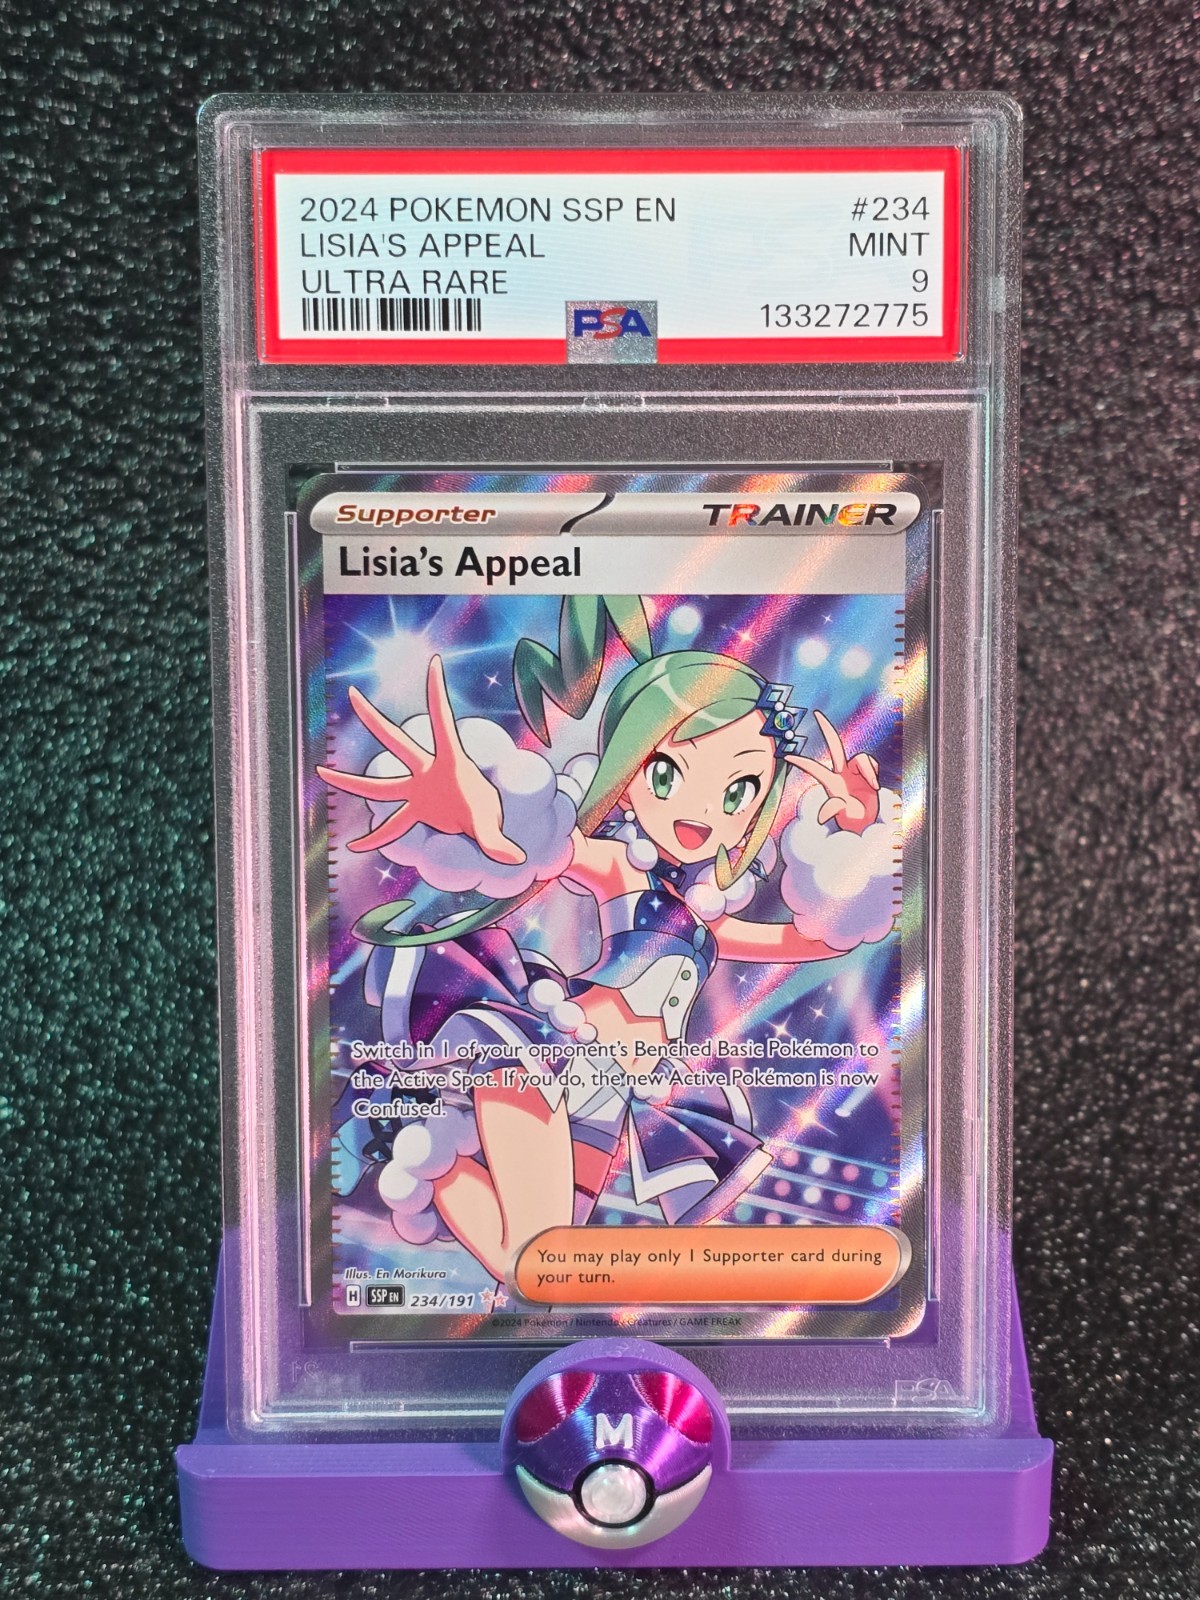 2024 POKEMON SSP EN #234
LISIA'S APPEAL MINT
ULTRA RARE 9
PSA 133272775
Supporter TRAINER
Lisia's Appeal
Switch in 1 of your opponent's Benched Basic Pokémon to
the Active Spot. If you do, the new Active Pokémon is now
Confused.
You may play only 1 Supporter card during
your turn.
Illus. En Morikura
H SSP EN 234/191
©2024 Pokémon / Nintendo / Creatures / GAME FREAK
PSA
M